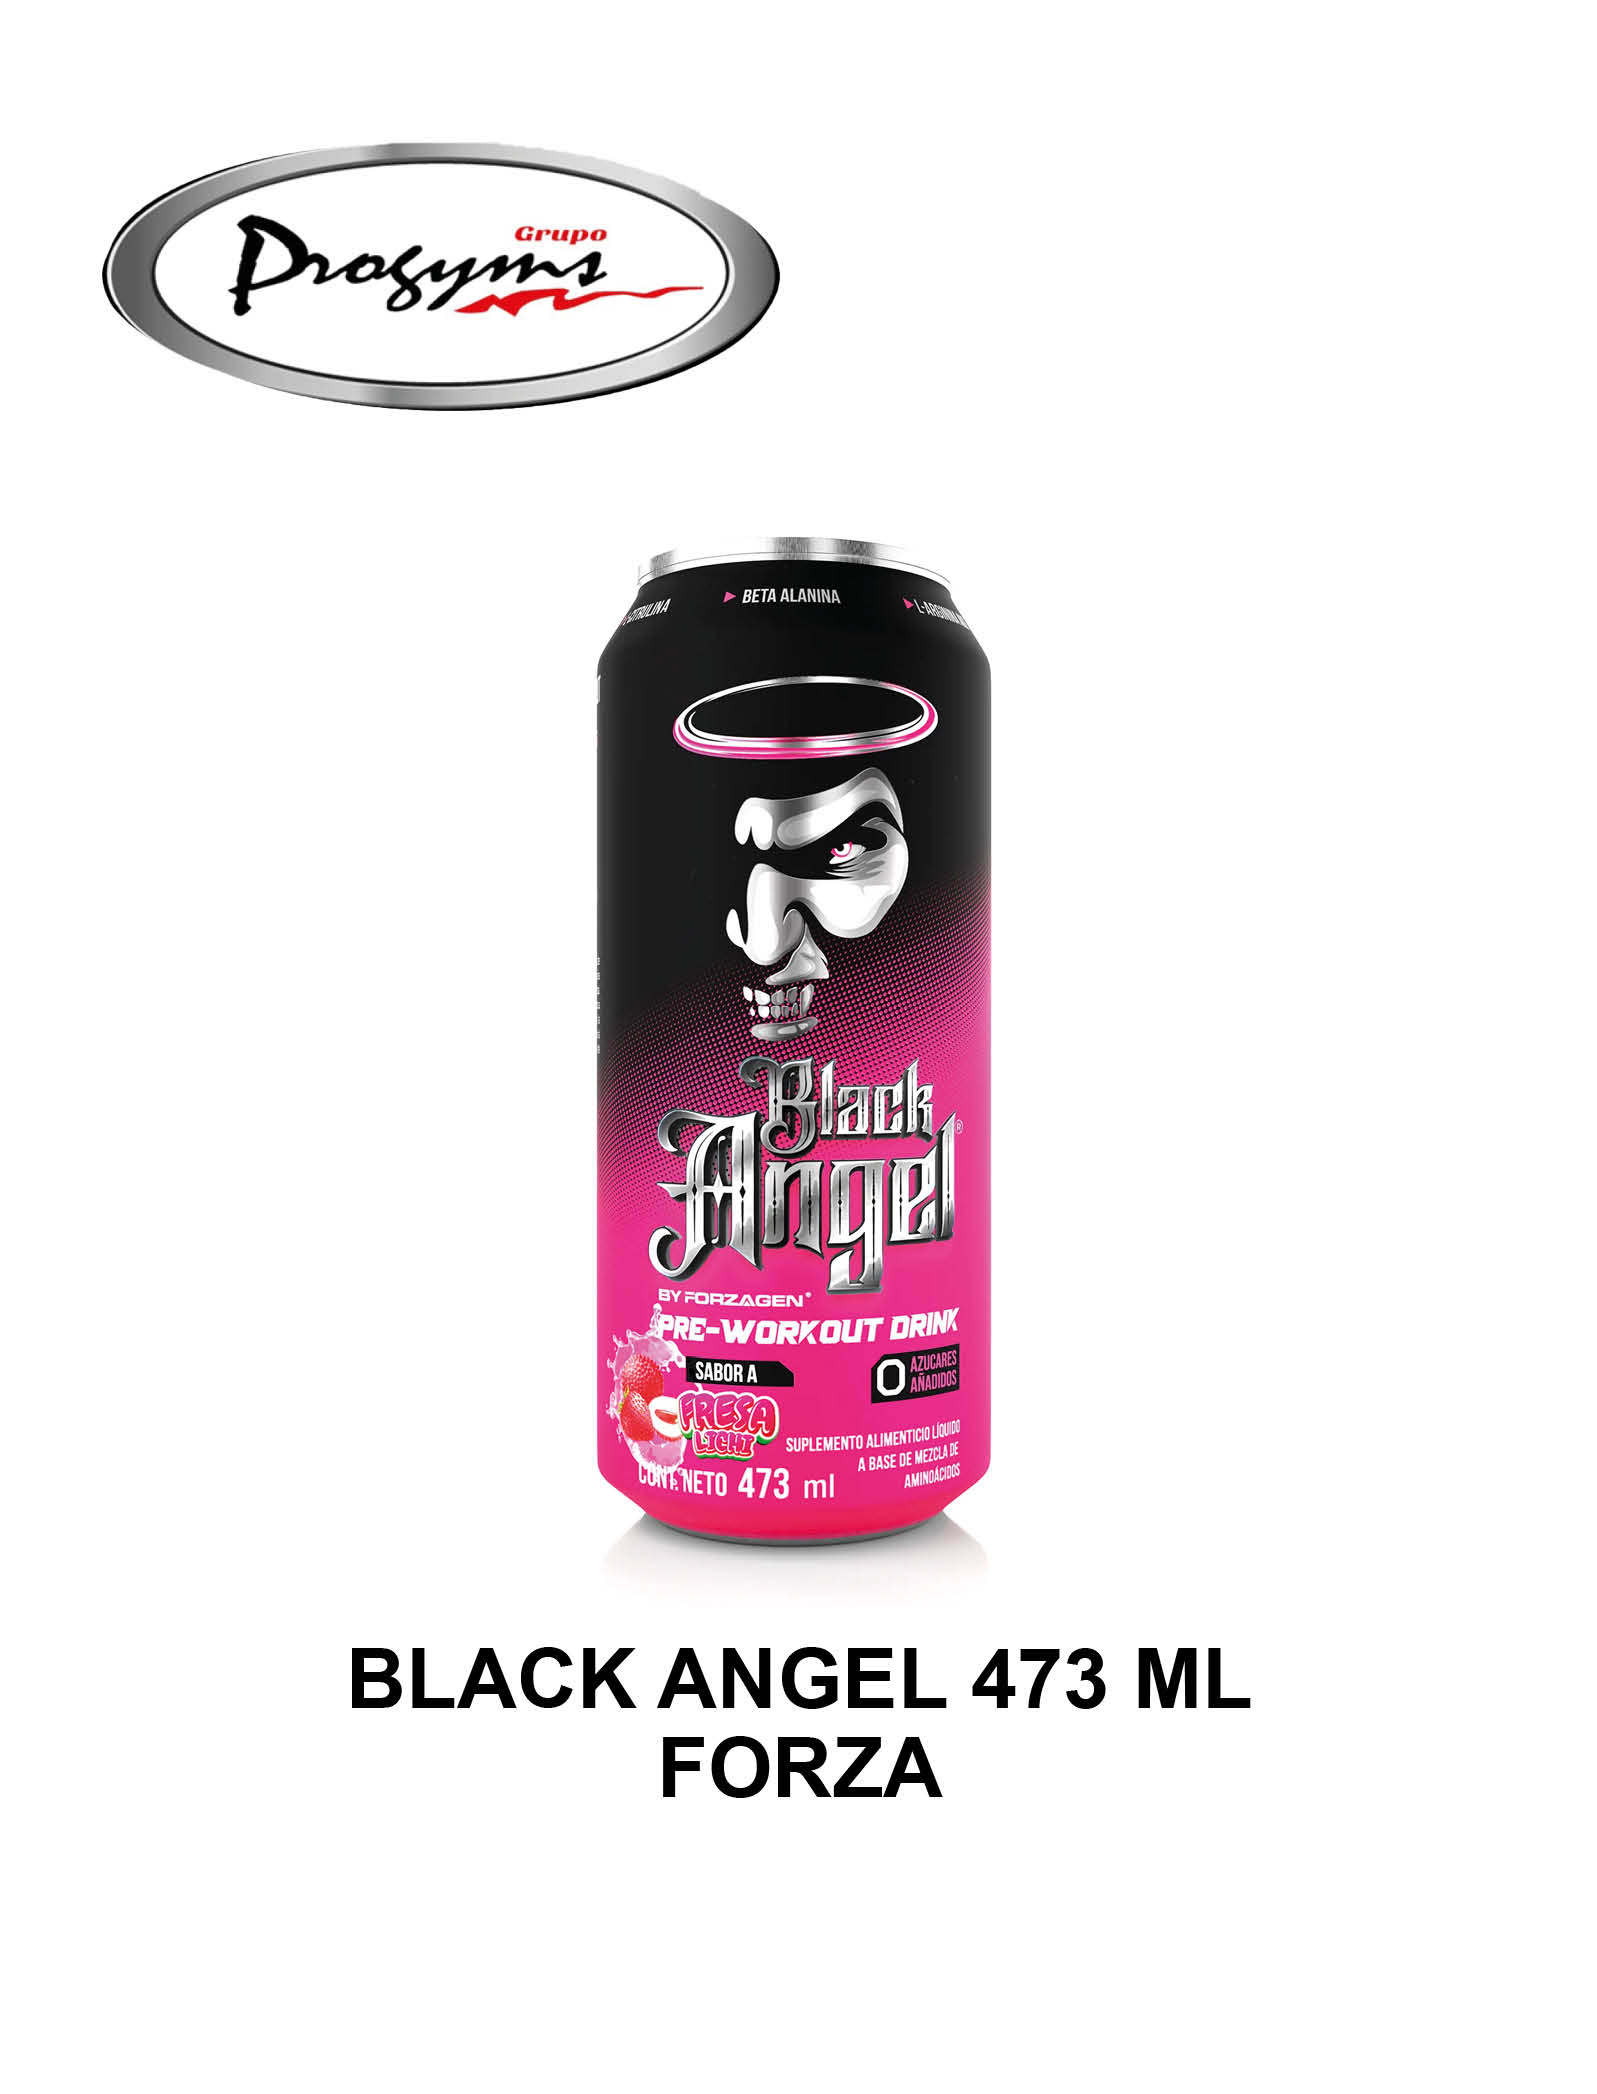 Grupo
Progyms
CITRULINA
BETA ALANINA
Black
Angel®
BY FORZAGEN®
PRE-WORKOUT DRINK
SABOR A
0 AZUCARES
AÑADIDOS
FRESA
LICHI
SUPLEMENTO ALIMENTICIO LÍQUIDO
A BASE DE MEZCLA DE
AMINOÁCIDOS
CONT. NETO 473 ml
BLACK ANGEL 473 ML
FORZA